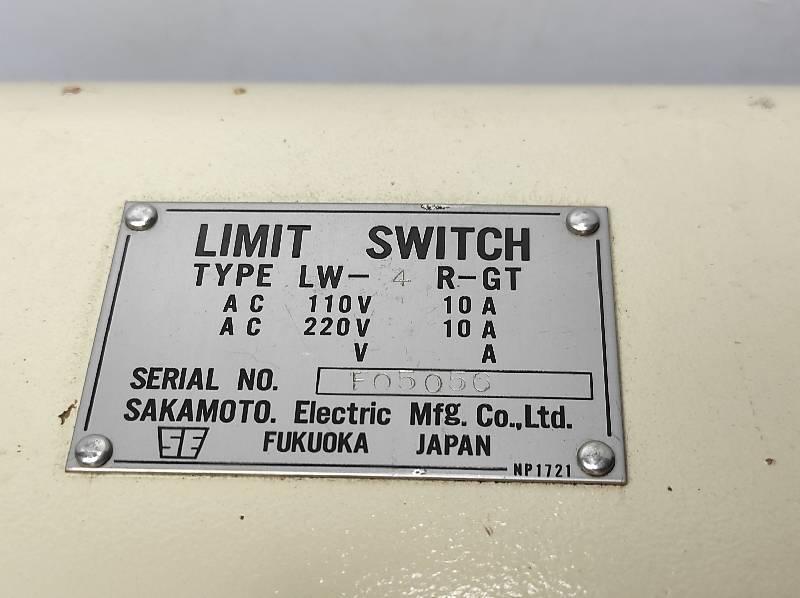 LIMIT SWITCH
TYPE LW- 4 R-GT
AC 110V 10A
AC 220V 10A
V A
SERIAL NO. F05056
SAKAMOTO. Electric Mfg. Co.,Ltd.
FUKUOKA JAPAN
NP1721